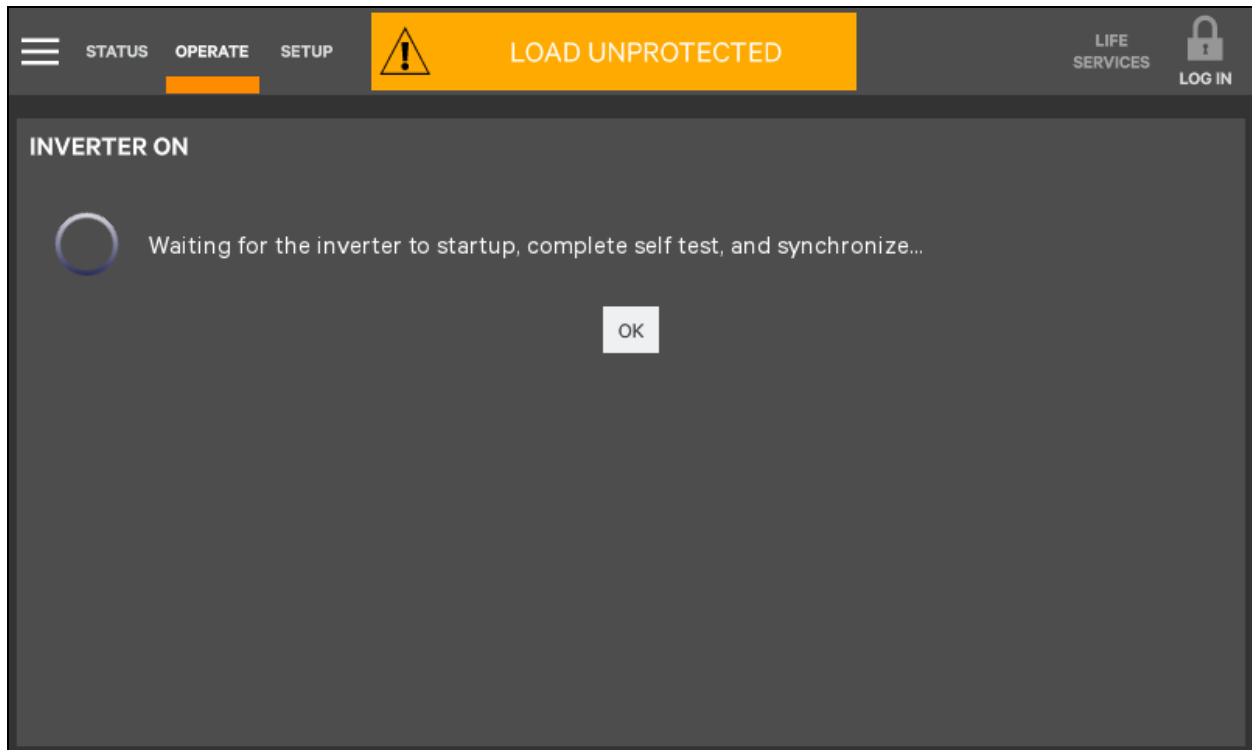 STATUS OPERATE SETUP LOAD UNPROTECTED LIFE
SERVICES
LOG IN
INVERTER ON
Waiting for the inverter to startup, complete self test, and synchronize...
OK